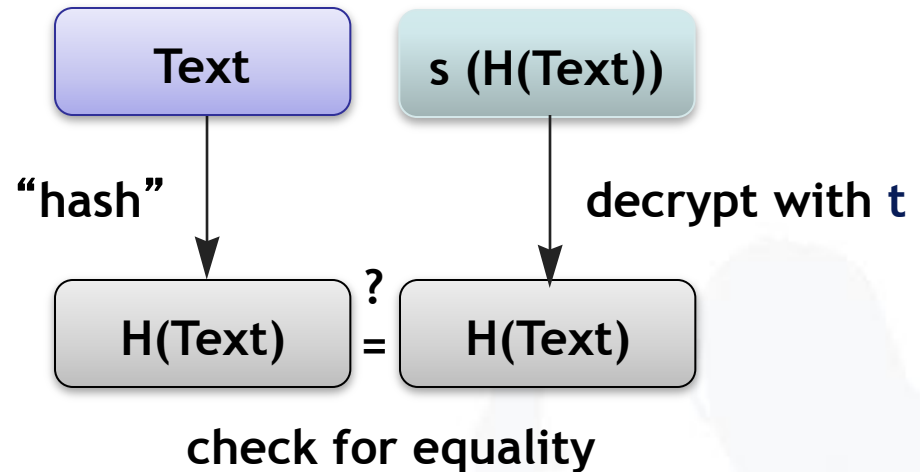 Text
s (H(Text))
“hash”
decrypt with t
H(Text)
?
=
H(Text)
check for equality